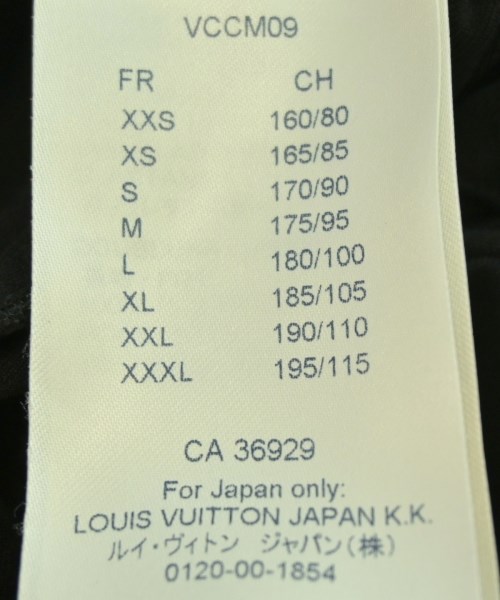 VCCM09
FR CH
XXS 160/80
XS 165/85
S 170/90
M 175/95
L 180/100
XL 185/105
XXL 190/110
XXXL 195/115
CA 36929
For Japan only:
LOUIS VUITTON JAPAN K.K.
ルイ・ヴィトン ジャパン(株)
0120-00-1854